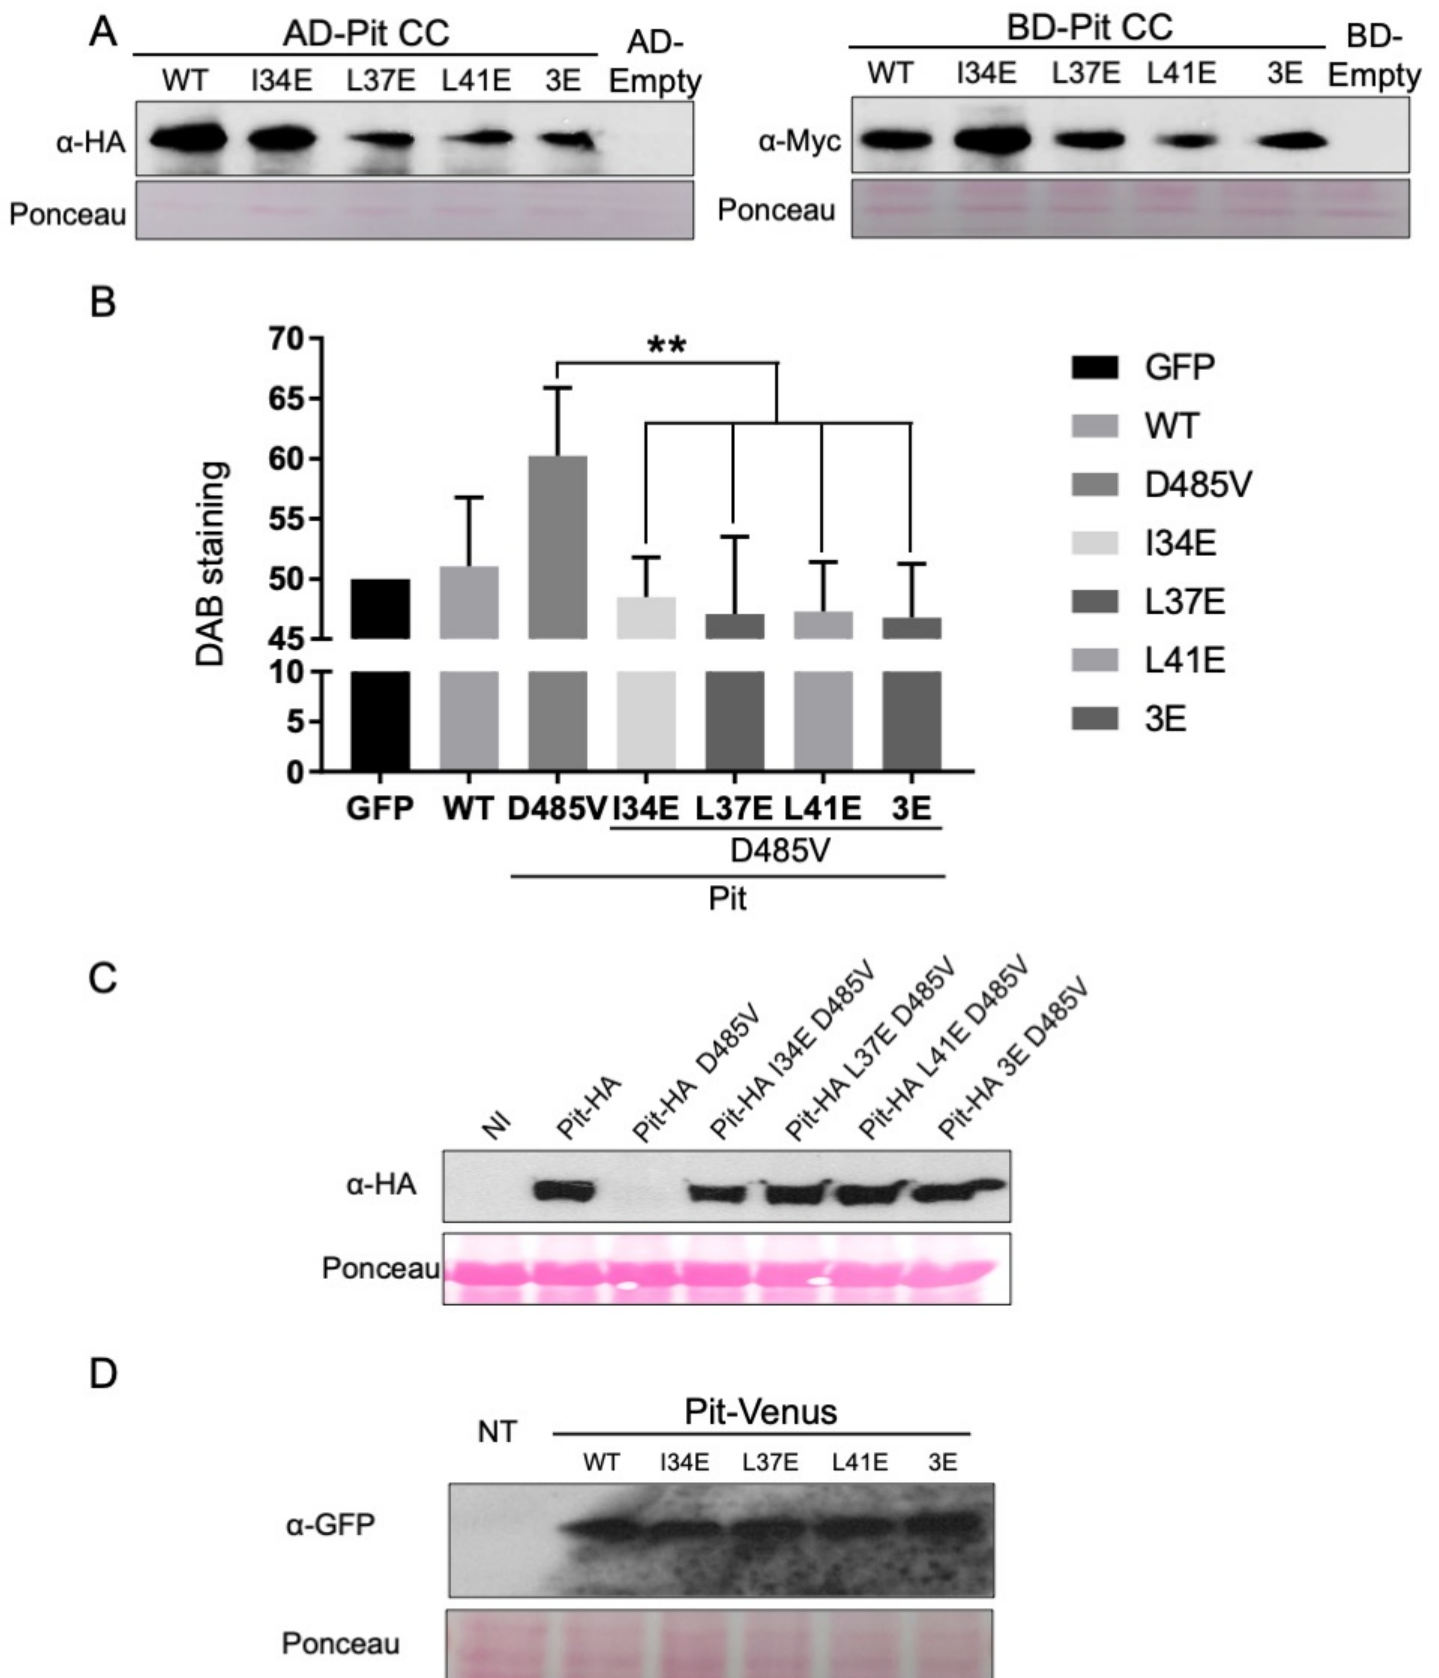 A
AD-Pit CC
AD-
Empty
WT I34E L37E L41E 3E
α-HA
Ponceau
BD-Pit CC
BD-
Empty
WT I34E L37E L41E 3E
α-Myc
Ponceau
B
**
DAB staining
70
65
60
55
50
45
10
5
0
GFP WT D485V I34E L37E L41E 3E
D485V
Pit
GFP
WT
D485V
I34E
L37E
L41E
3E
C
NI
Pit-HA
Pit-HA D485V
Pit-HA I34E D485V
Pit-HA L37E D485V
Pit-HA L41E D485V
Pit-HA 3E D485V
α-HA
Ponceau
D
Pit-Venus
NT
WT I34E L37E L41E 3E
α-GFP
Ponceau